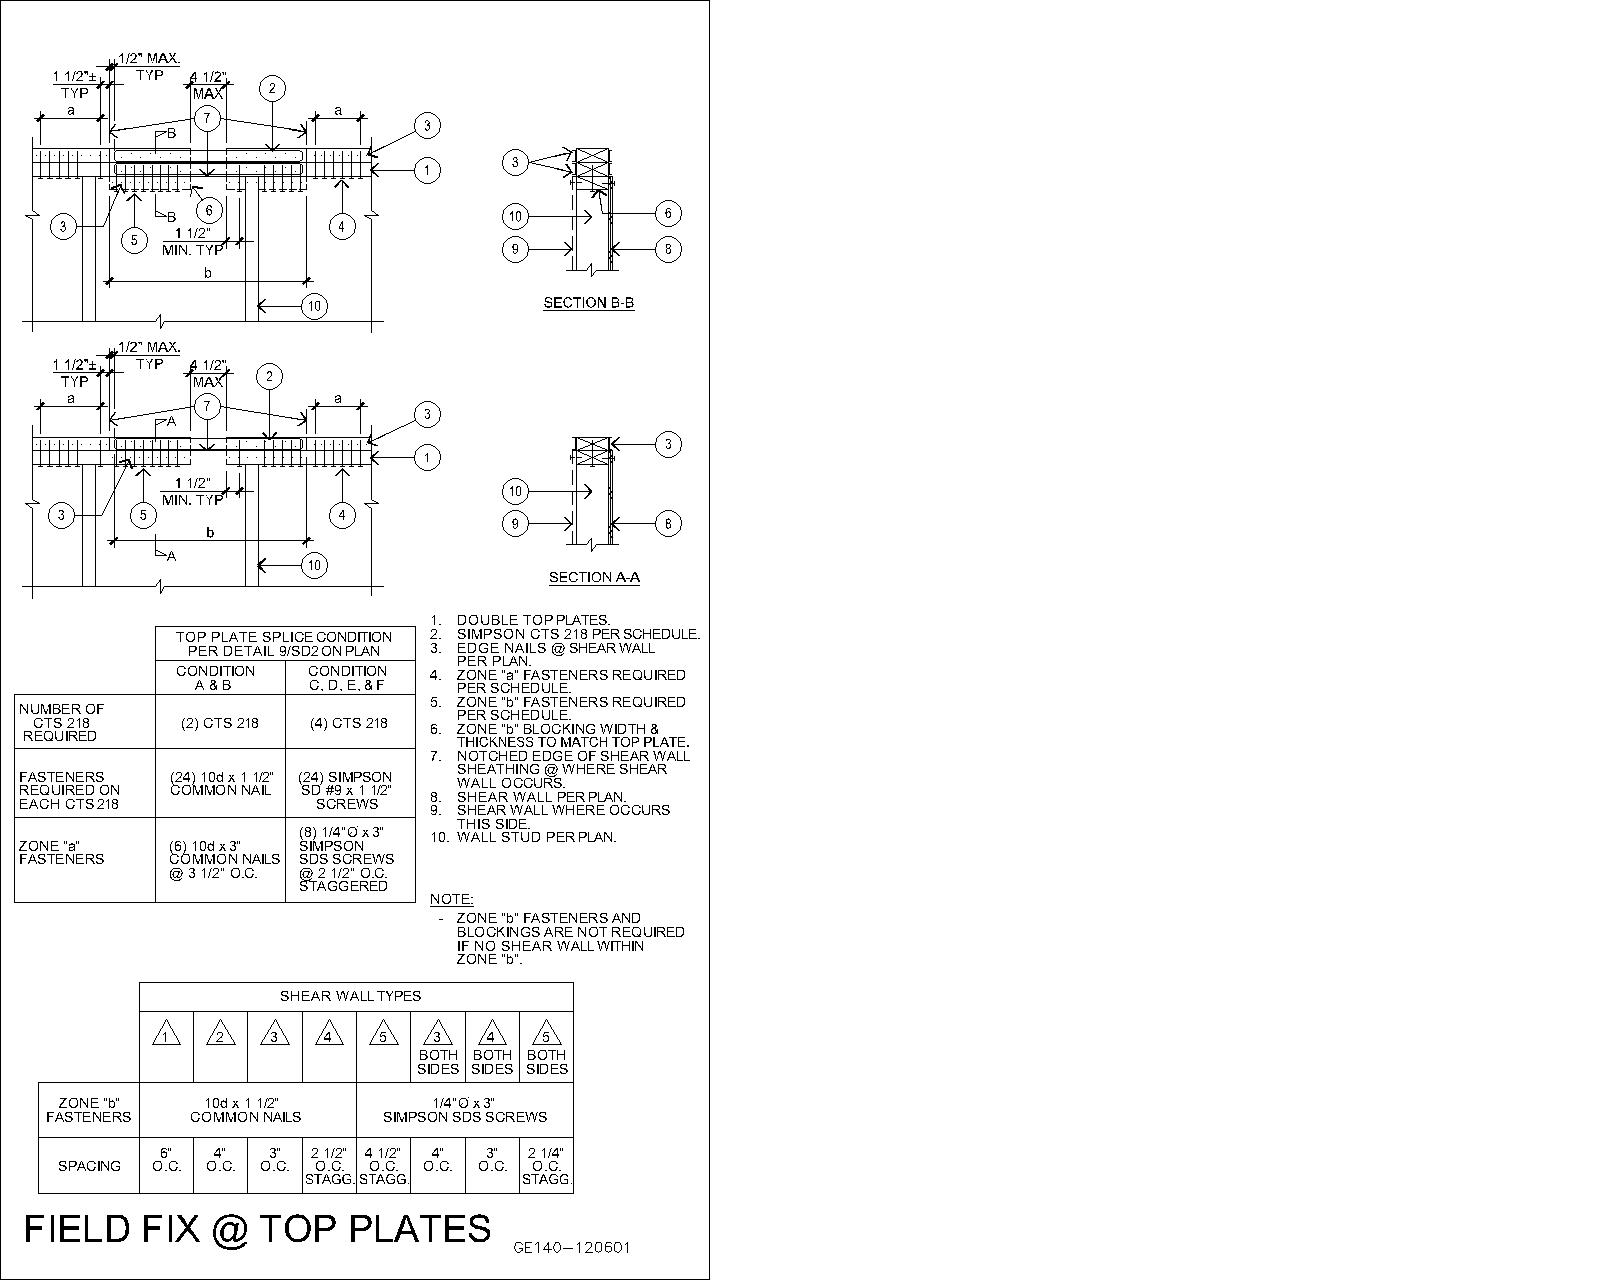 1/2" MAX.
TYP
1 1/2"±
TYP
4 1/2"
MAX
2
a
7
a
B
3
1
3
6
B
5
4
1 1/2"
MIN. TYP
b
10
3
10
6
9
8
SECTION B-B
1/2" MAX.
TYP
1 1/2"±
TYP
4 1/2"
MAX
2
a
7
a
A
3
1
1 1/2"
MIN. TYP
3
5
4
b
A
10
3
10
9
8
SECTION A-A
TOP PLATE SPLICE CONDITION
PER DETAIL 9/SD2 ON PLAN
CONDITION
A & B
CONDITION
C, D, E, & F
NUMBER OF
CTS 218
REQUIRED
(2) CTS 218
(4) CTS 218
FASTENERS
REQUIRED ON
EACH CTS 218
(24) 10d x 1 1/2"
COMMON NAIL
(24) SIMPSON
SD #9 x 1 1/2"
SCREWS
ZONE "a"
FASTENERS
(6) 10d x 3"
COMMON NAILS
@ 3 1/2" O.C.
(8) 1/4"Ø x 3"
SIMPSON
SDS SCREWS
@ 2 1/2" O.C.
STAGGERED
1. DOUBLE TOP PLATES.
2. SIMPSON CTS 218 PER SCHEDULE.
3. EDGE NAILS @ SHEAR WALL
PER PLAN.
4. ZONE "a" FASTENERS REQUIRED
PER SCHEDULE.
5. ZONE "b" FASTENERS REQUIRED
PER SCHEDULE.
6. ZONE "b" BLOCKING WIDTH &
THICKNESS TO MATCH TOP PLATE.
7. NOTCHED EDGE OF SHEAR WALL
SHEATHING @ WHERE SHEAR
WALL OCCURS.
8. SHEAR WALL PER PLAN.
9. SHEAR WALL WHERE OCCURS
THIS SIDE.
10. WALL STUD PER PLAN.
NOTE:
- ZONE "b" FASTENERS AND
BLOCKINGS ARE NOT REQUIRED
IF NO SHEAR WALL WITHIN
ZONE "b".
SHEAR WALL TYPES
1
2
3
4
5
3
BOTH
SIDES
4
BOTH
SIDES
5
BOTH
SIDES
ZONE "b"
FASTENERS
10d x 1 1/2"
COMMON NAILS
1/4"Ø x 3"
SIMPSON SDS SCREWS
SPACING
6"
O.C.
4"
O.C.
3"
O.C.
2 1/2"
O.C.
STAGG.
4 1/2"
O.C.
STAGG.
4"
O.C.
3"
O.C.
2 1/4"
O.C.
STAGG.
FIELD FIX @ TOP PLATES
GE140-120601